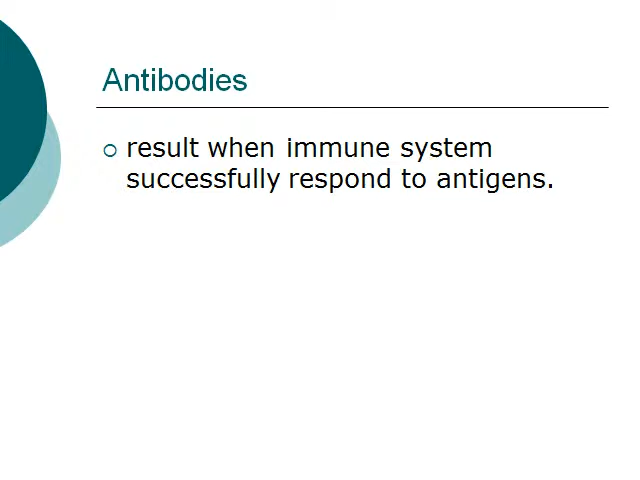 Antibodies
result when immune system
successfully respond to antigens.